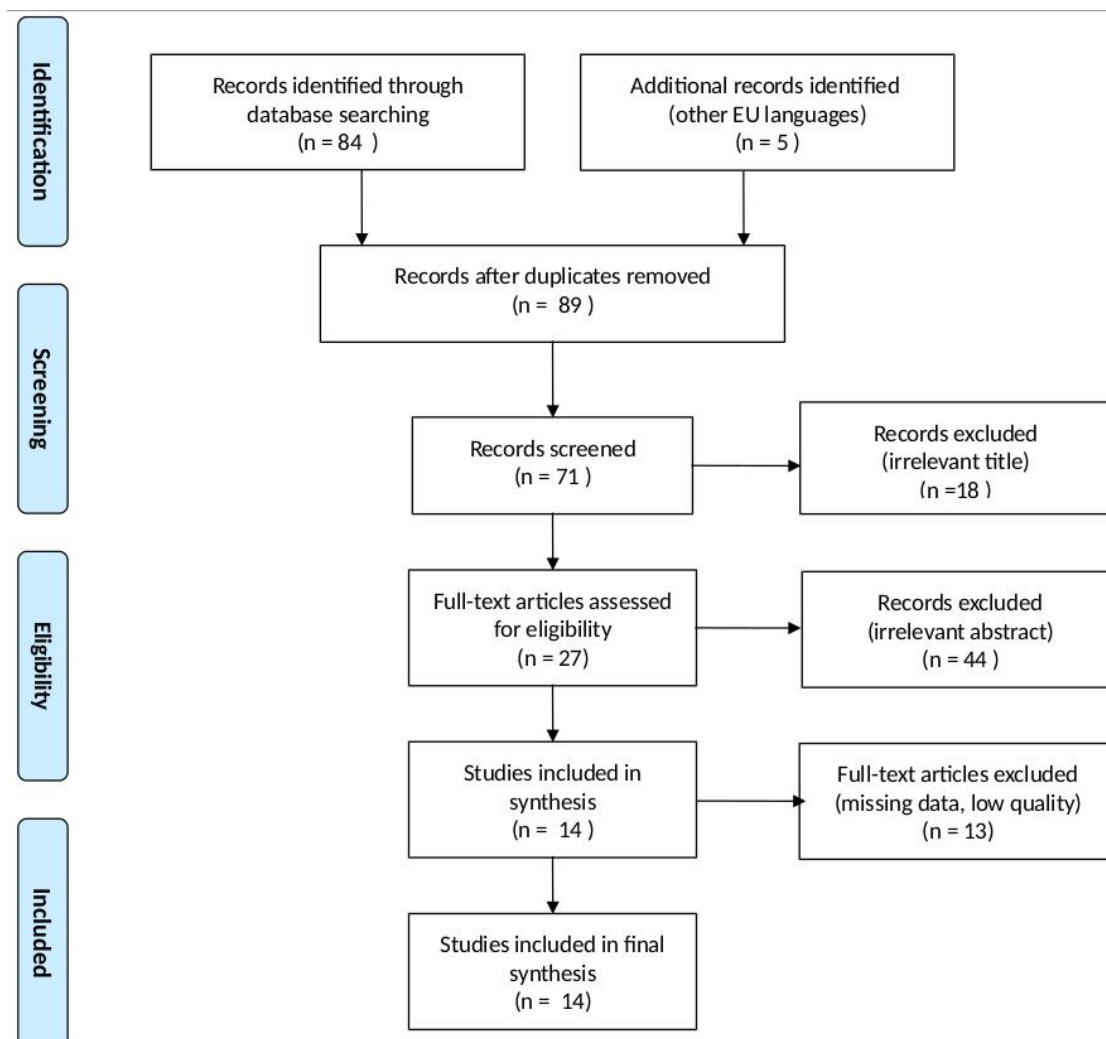 Identification
Records identified through
database searching
(n = 84 )
Additional records identified
(other EU languages)
(n = 5 )
Records after duplicates removed
(n = 89 )
Screening
Records screened
(n = 71 )
Records excluded
(irrelevant title)
(n =18 )
Eligibility
Full-text articles assessed
for eligibility
(n = 27)
Records excluded
(irrelevant abstract)
(n = 44 )
Studies included in
synthesis
(n = 14 )
Full-text articles excluded
(missing data, low quality)
(n = 13)
Included
Studies included in final
synthesis
(n = 14)